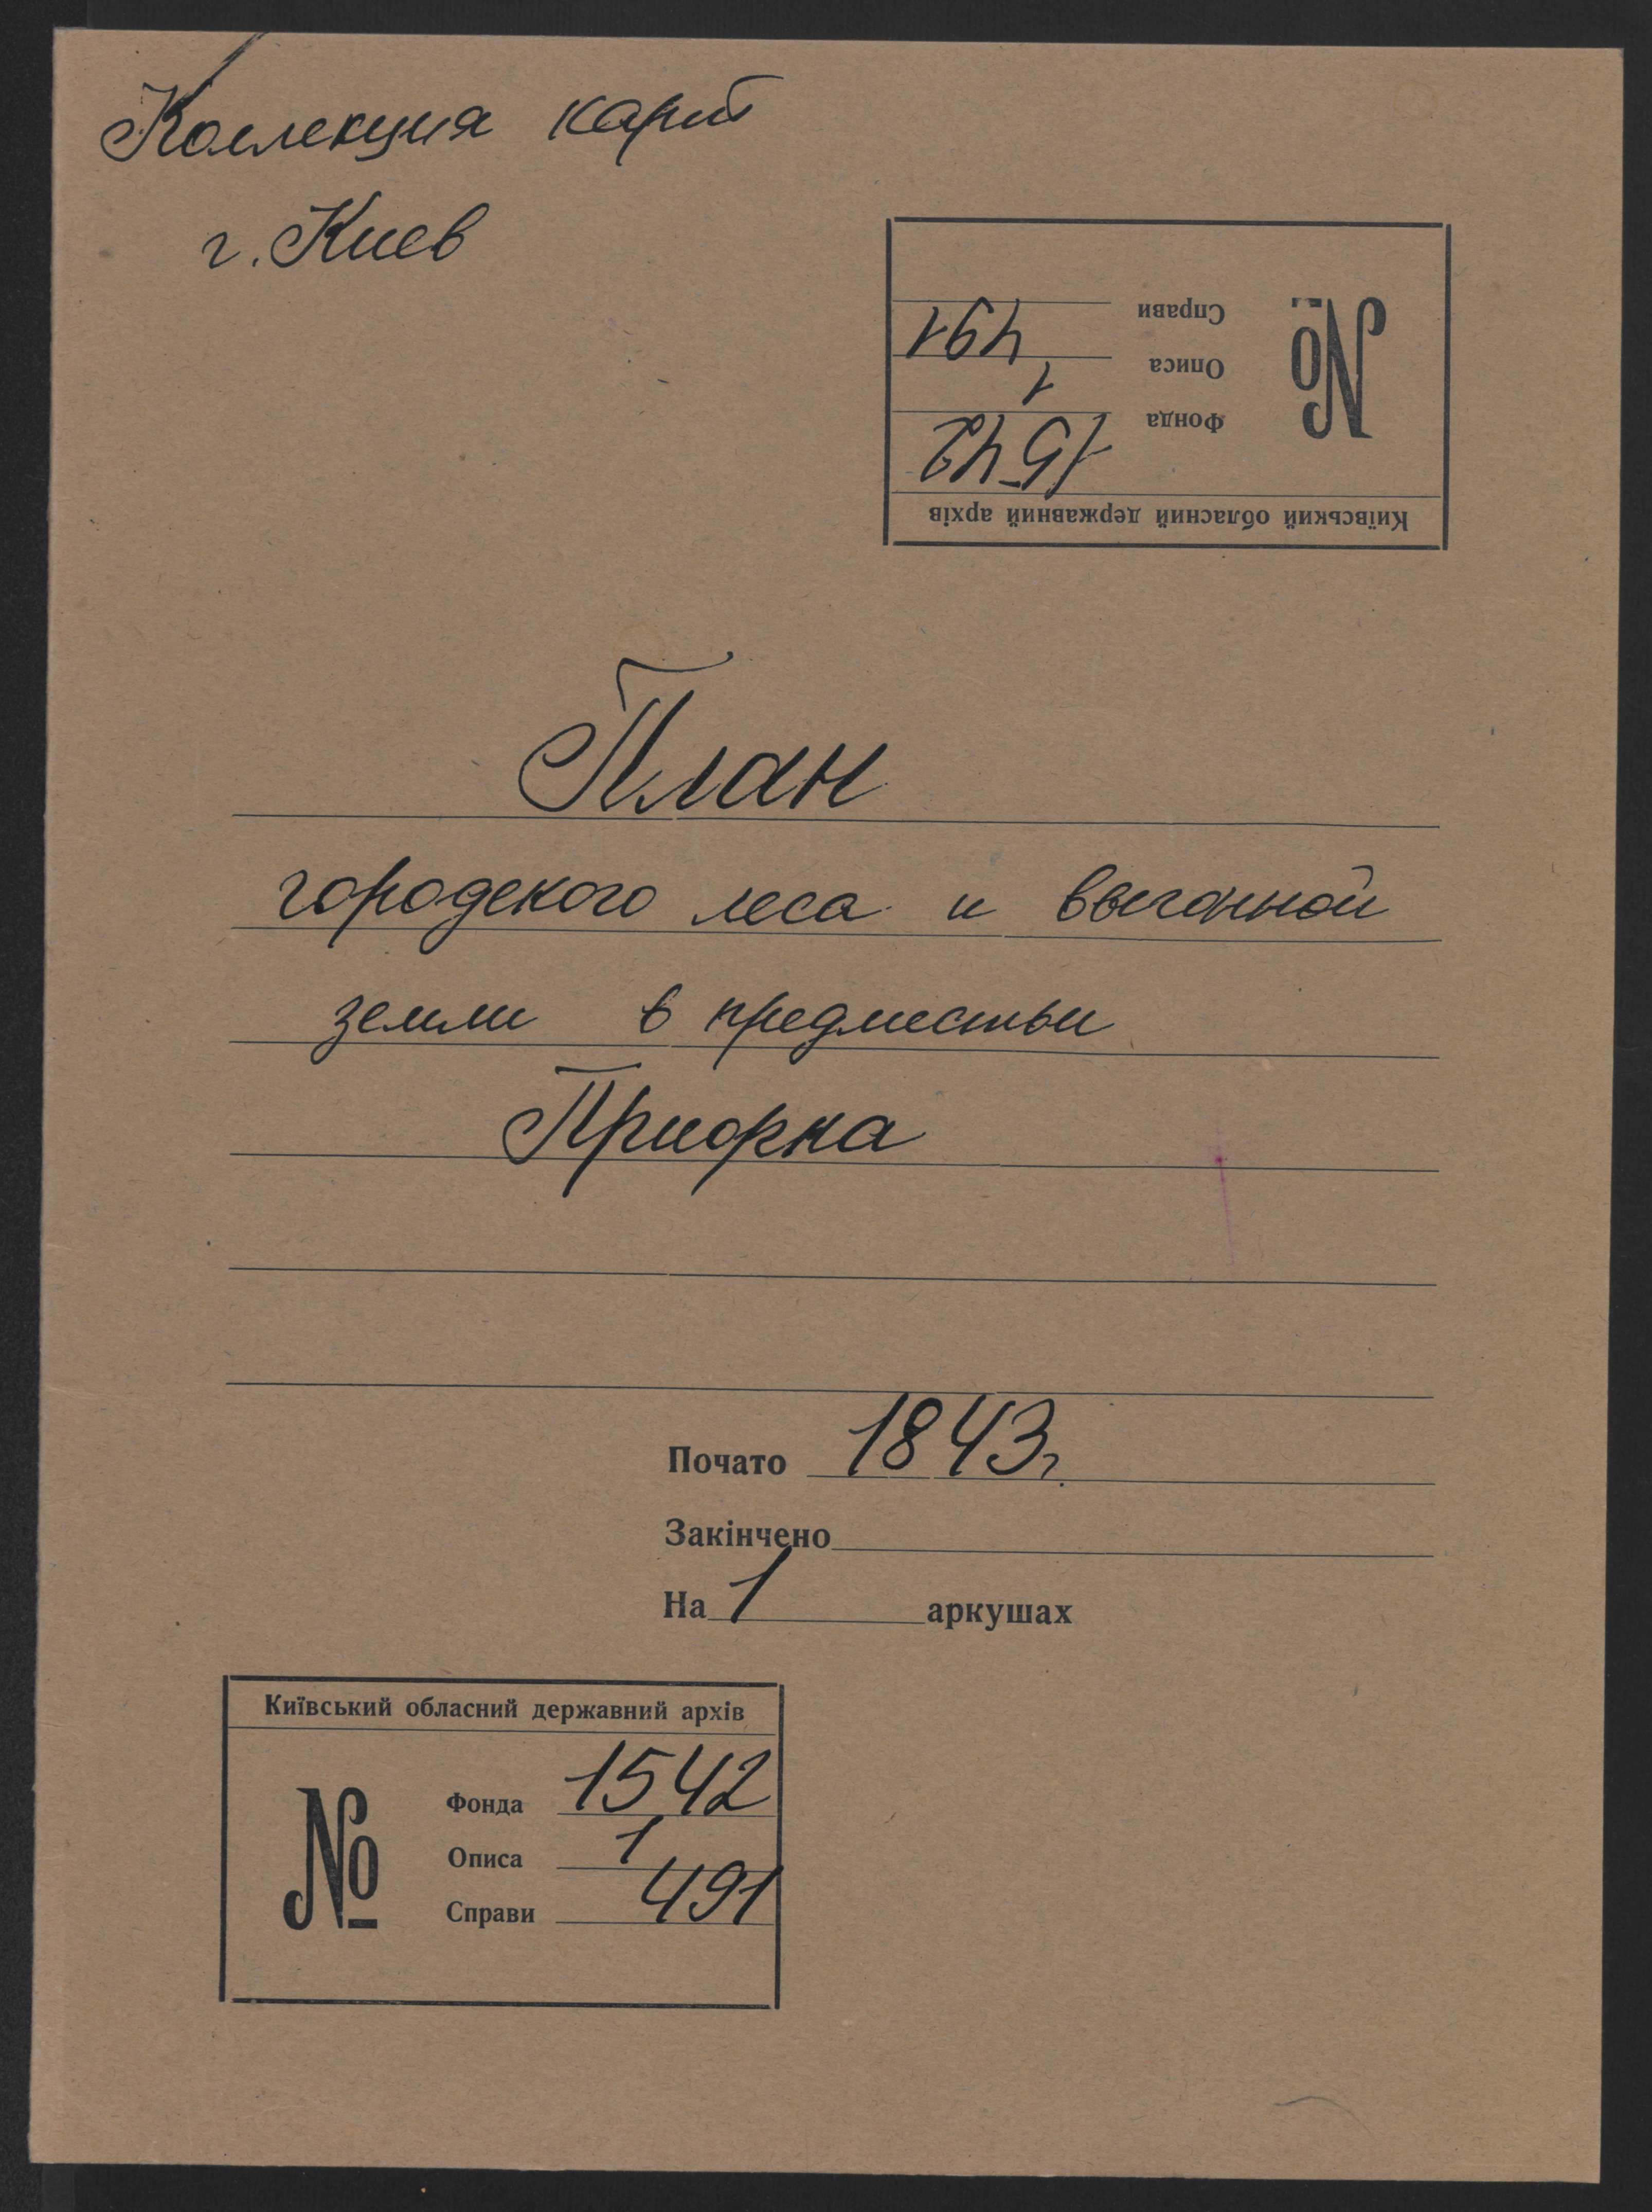 Коллекция карт
г. Киев
Київський обласний державний архів
№
Фонда 1542
Описа 1
Справи 491
План
городского леса и выгонной
земли в предместьи
Приорка
Почато 1843 г.
Закінчено
На 1 аркушах
Київський обласний державний архів
№
Фонда 1542
Описа 1
Справи 491